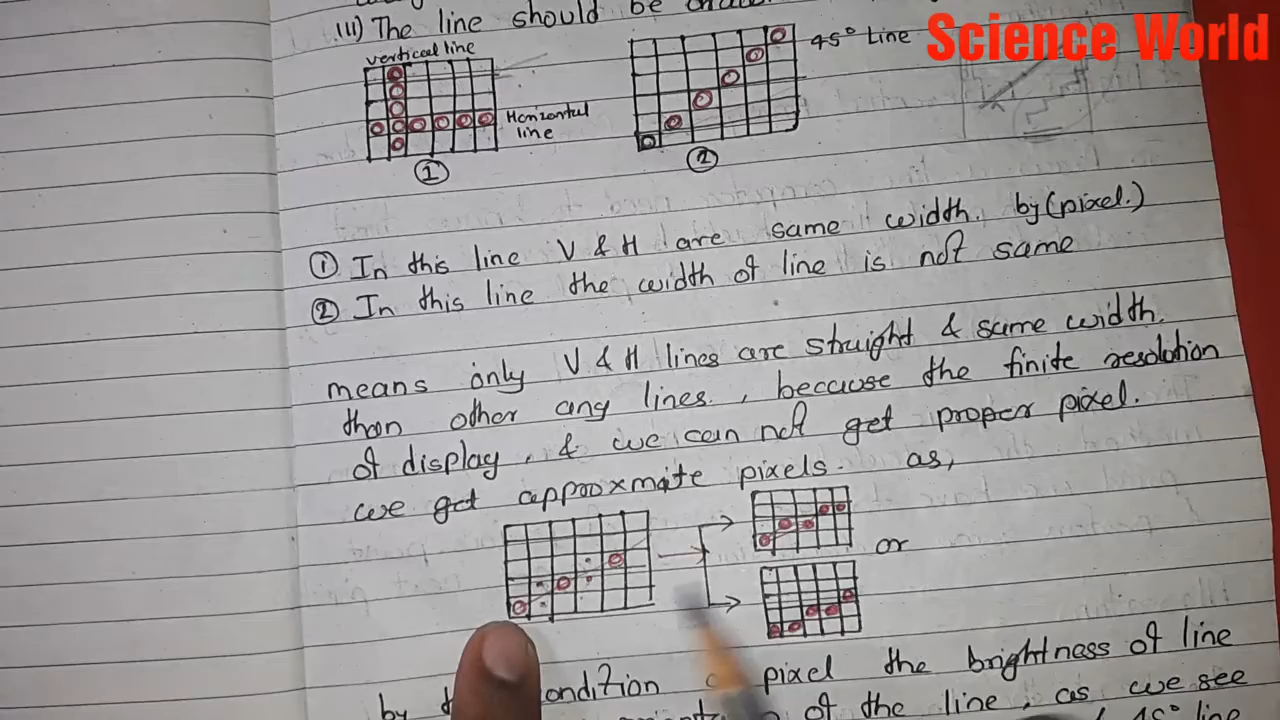 III) The line should be
Science World
vertical line
45° Line
Horizontal
line
1
2
① In this line V & H are same width. by (pixel.)
② In this line the width of line is not same
means only V & H lines are straight & same width.
than other any lines. , because the finite resolution
of display , & we can not get proper pixel.
we get approxmate pixels. as,
or
by condition pixel the brightness of line
of the line, as we see
45° line